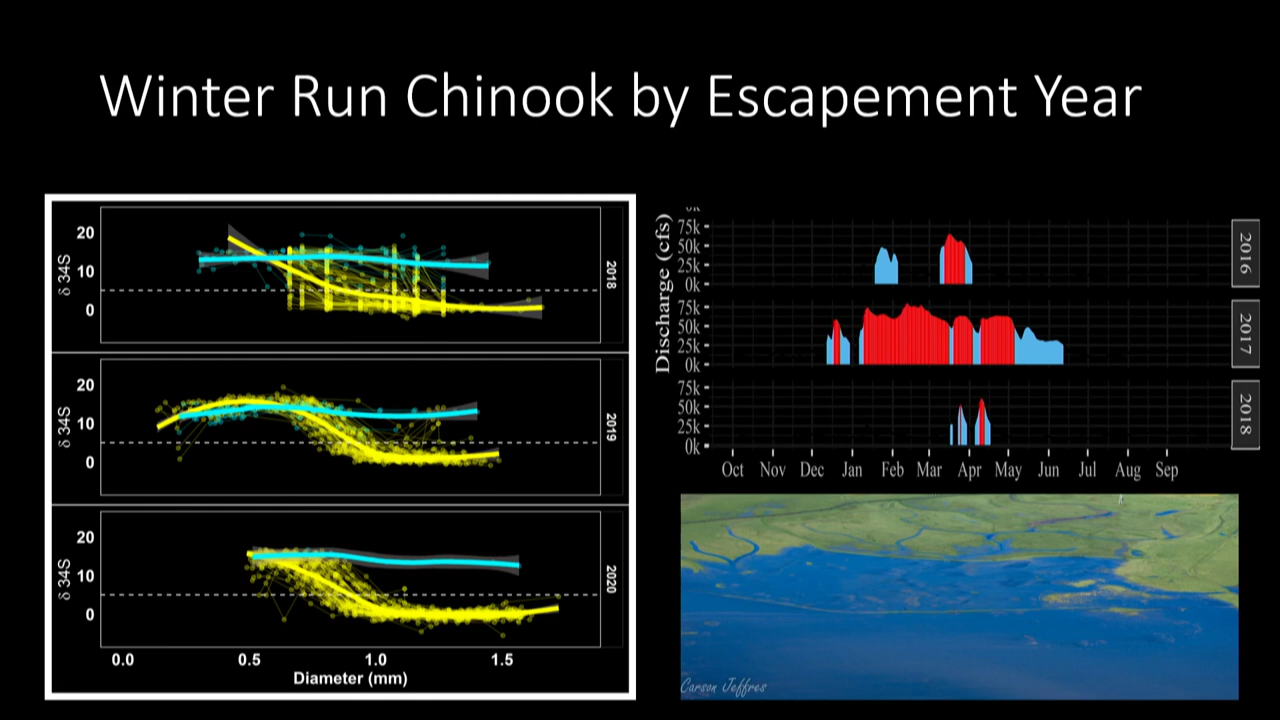 Winter Run Chinook by Escapement Year
20
10
0
δ 34S
2018
20
10
0
δ 34S
2019
20
10
0
δ 34S
2020
0.0 0.5 1.0 1.5
Diameter (mm)
Discharge (cfs)
75k
50k
25k
0k
2016
75k
50k
25k
0k
2017
75k
50k
25k
0k
2018
Oct Nov Dec Jan Feb Mar Apr May Jun Jul Aug Sep
Carson Jeffres